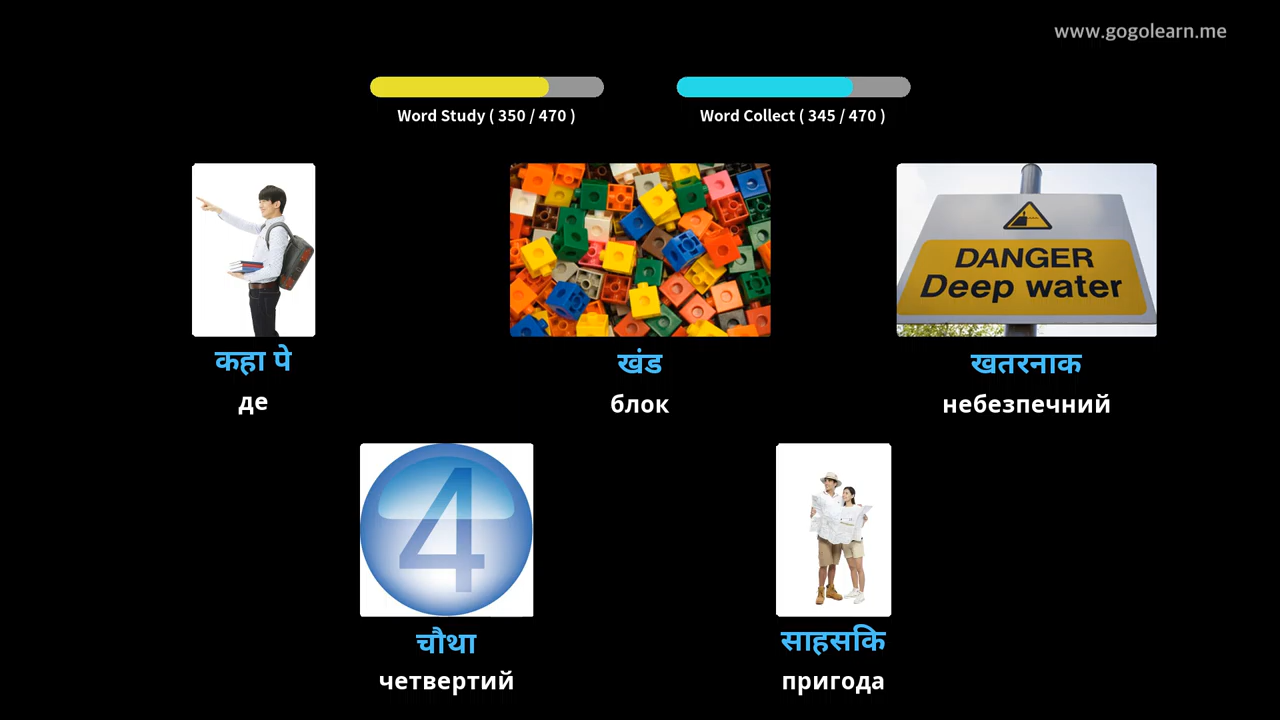 www.gogolearn.me
Word Study ( 350 / 470 )
Word Collect ( 345 / 470 )
कहा पे
де
खंड
блок
DANGER
Deep water
खतरनाक
небезпечний
4
चौथा
четвертий
साहसकि
пригода